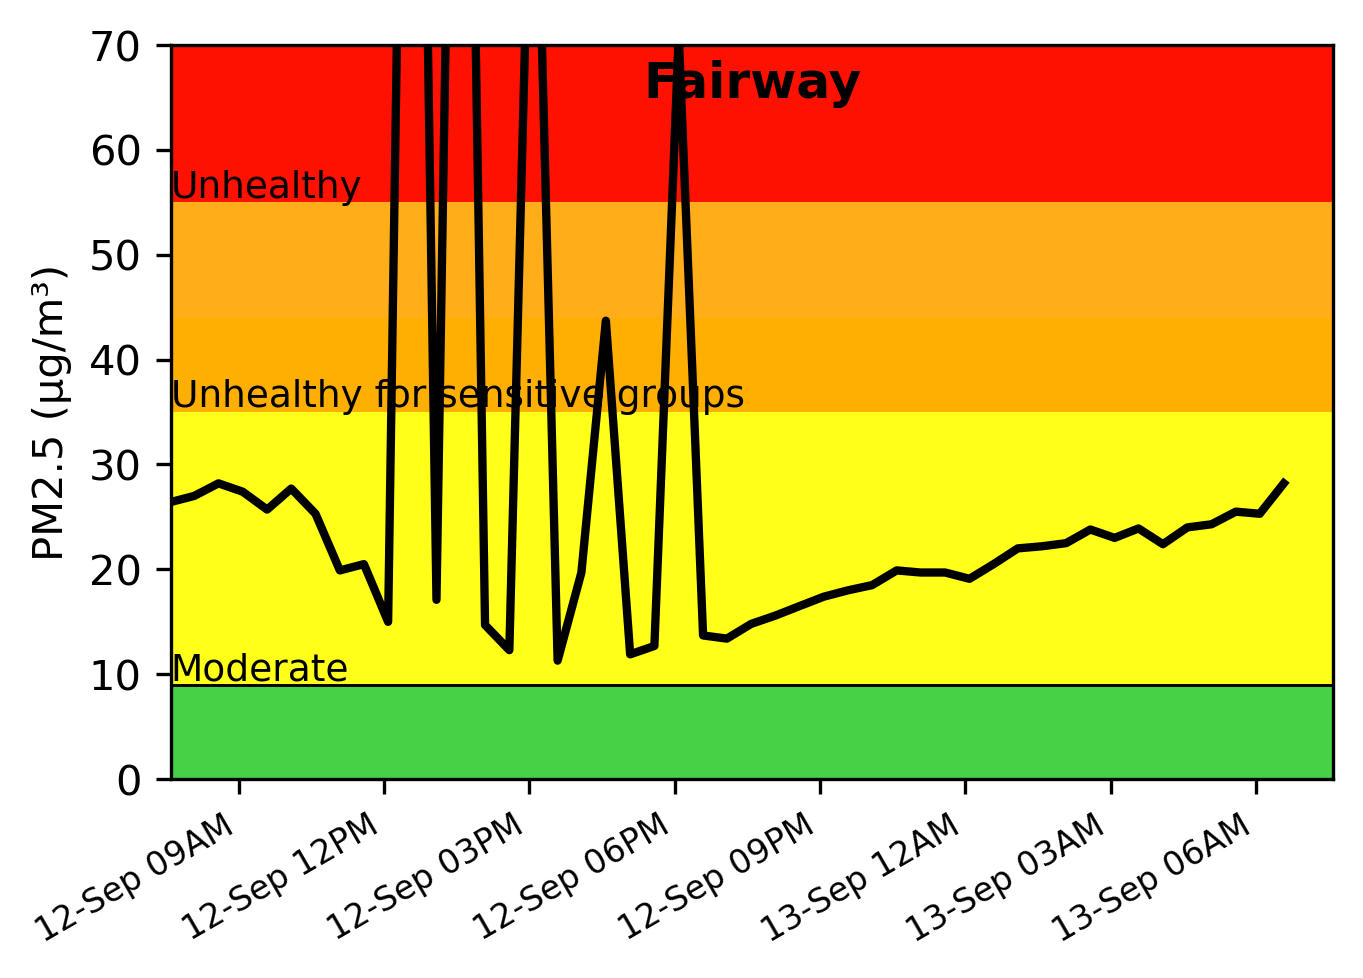 Fairway
PM2.5 (µg/m³)
70
60
50
40
30
20
10
0
Unhealthy
Unhealthy for sensitive groups
Moderate
12-Sep 09AM
12-Sep 12PM
12-Sep 03PM
12-Sep 06PM
12-Sep 09PM
13-Sep 12AM
13-Sep 03AM
13-Sep 06AM